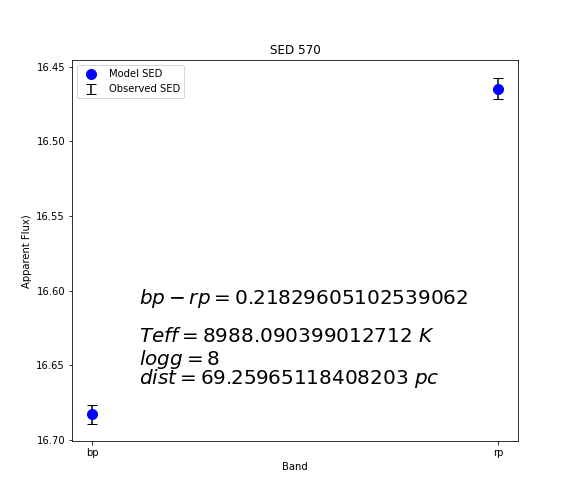 SED 570
16.45
Model SED
Observed SED
16.50
16.55
Apparent Flux)
16.60
bp − rp = 0.21829605102539062
Teff = 8988.090399012712 K
logg = 8
16.65
dist = 69.25965118408203 pc
16.70
bp
rp
Band